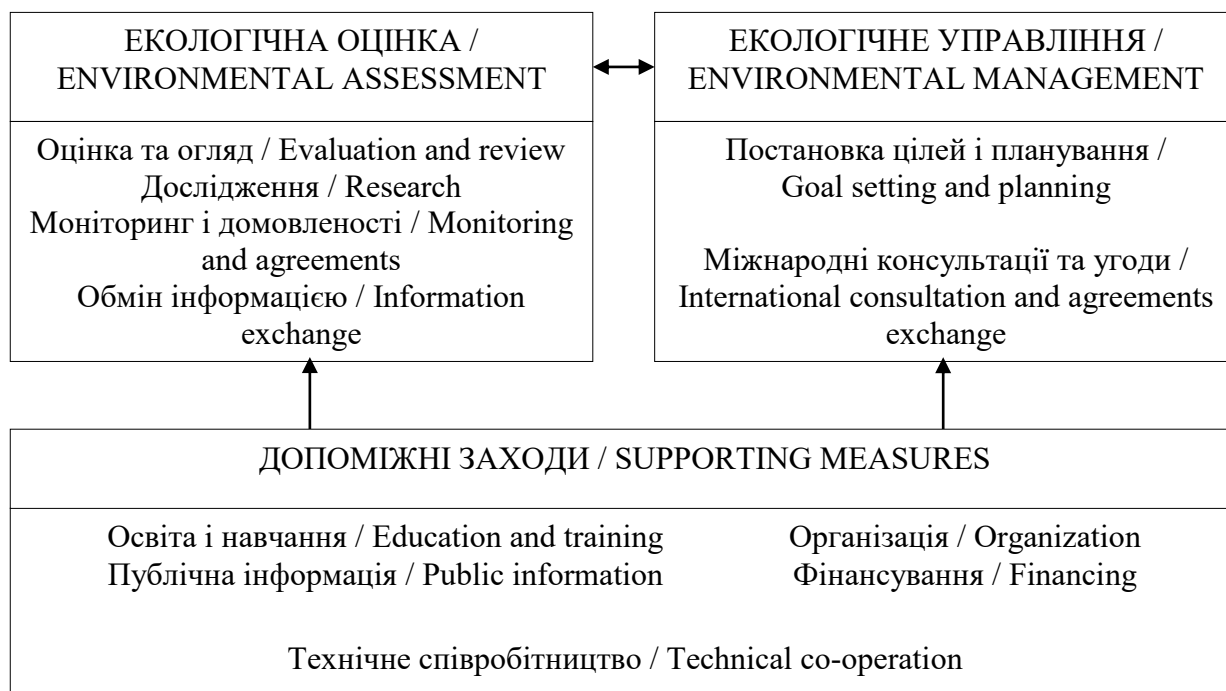 ЕКОЛОГІЧНА ОЦІНКА /
ENVIRONMENTAL ASSESSMENT
Оцінка та огляд / Evaluation and review
Дослідження / Research
Моніторинг і домовленості / Monitoring
and agreements
Обмін інформацією / Information
exchange
ЕКОЛОГІЧНЕ УПРАВЛІННЯ /
ENVIRONMENTAL MANAGEMENT
Постановка цілей і планування /
Goal setting and planning
Міжнародні консультації та угоди /
International consultation and agreements
exchange
ДОПОМІЖНІ ЗАХОДИ / SUPPORTING MEASURES
Освіта і навчання / Education and training
Публічна інформація / Public information
Організація / Organization
Фінансування / Financing
Технічне співробітництво / Technical co-operation